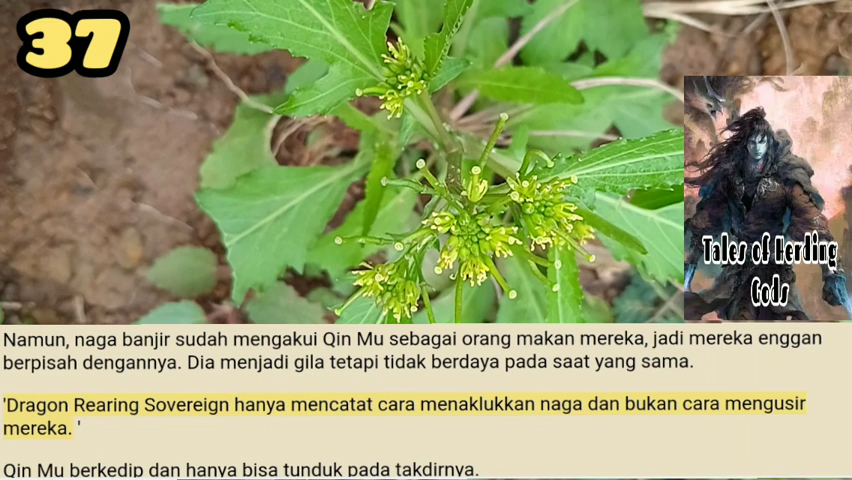 37
Tales of Herding
Gods
Namun, naga banjir sudah mengakui Qin Mu sebagai orang makan mereka, jadi mereka enggan
berpisah dengannya. Dia menjadi gila tetapi tidak berdaya pada saat yang sama.
'Dragon Rearing Sovereign hanya mencatat cara menaklukkan naga dan bukan cara mengusir
mereka. '
Qin Mu berkedip dan hanya bisa tunduk pada takdirnya.